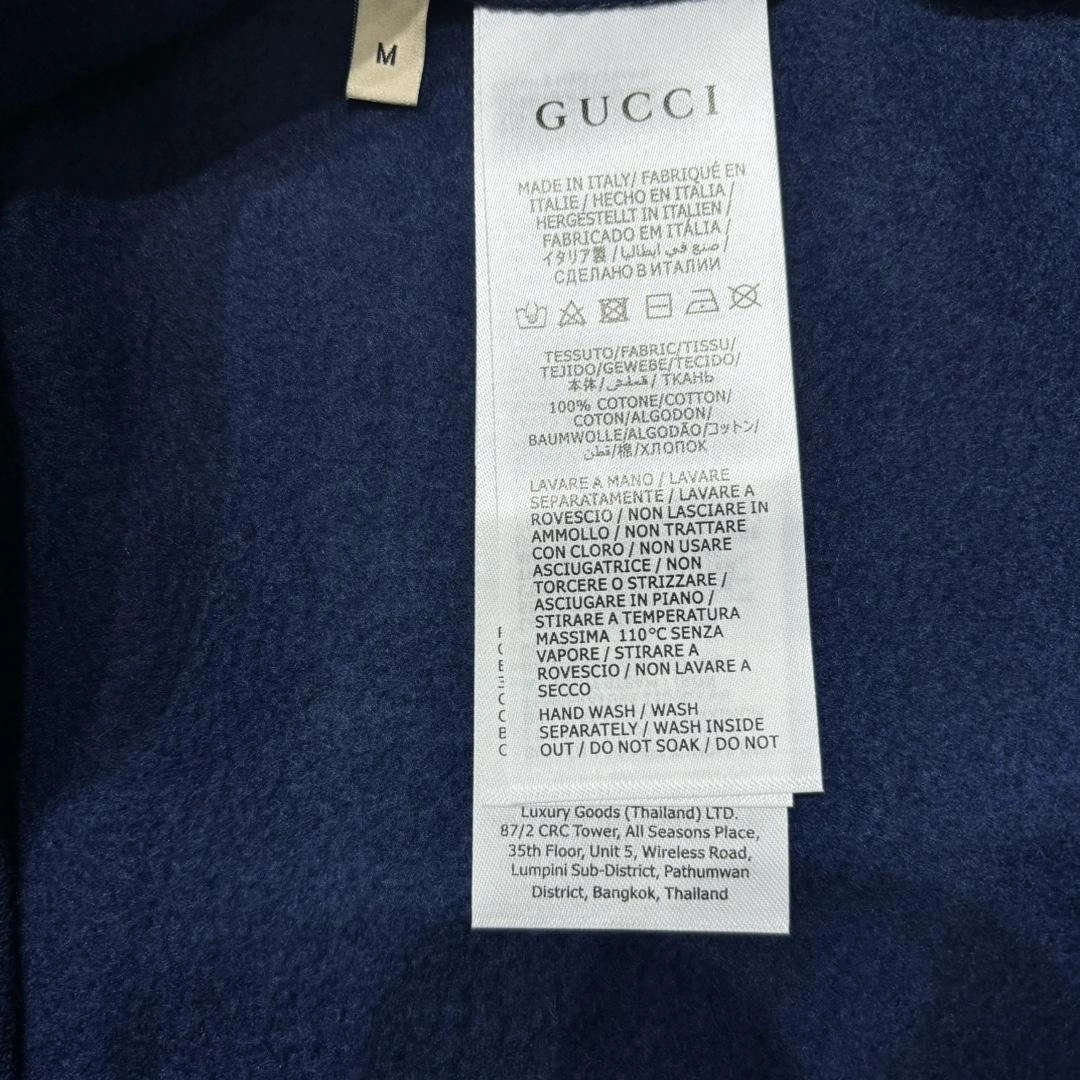 M
GUCCI
MADE IN ITALY/ FABRIQUÉ EN
ITALIE / HECHO EN ITALIA /
HERGESTELLT IN ITALIEN /
FABRICADO EM ITÁLIA /
イタリア製 / صنع في ايطاليا /
СДЕЛАНО В ИТАЛИИ
TESSUTO/FABRIC/TISSU/
TEJIDO/GEWEBE/TECIDO/
本体/ قماش / ТКАНЬ
100% COTONE/COTTON/
COTON/ALGODON/
BAUMWOLLE/ALGODÃO/コットン/
قطن/棉/ХЛОПОК
LAVARE A MANO / LAVARE
SEPARATAMENTE / LAVARE A
ROVESCIO / NON LASCIARE IN
AMMOLLO / NON TRATTARE
CON CLORO / NON USARE
ASCIUGATRICE / NON
TORCERE O STRIZZARE /
ASCIUGARE IN PIANO /
STIRARE A TEMPERATURA
MASSIMA 110°C SENZA
VAPORE / STIRARE A
ROVESCIO / NON LAVARE A
SECCO
HAND WASH / WASH
SEPARATELY / WASH INSIDE
OUT / DO NOT SOAK / DO NOT
Luxury Goods (Thailand) LTD.
87/2 CRC Tower, All Seasons Place,
35th Floor, Unit 5, Wireless Road,
Lumpini Sub-District, Pathumwan
District, Bangkok, Thailand